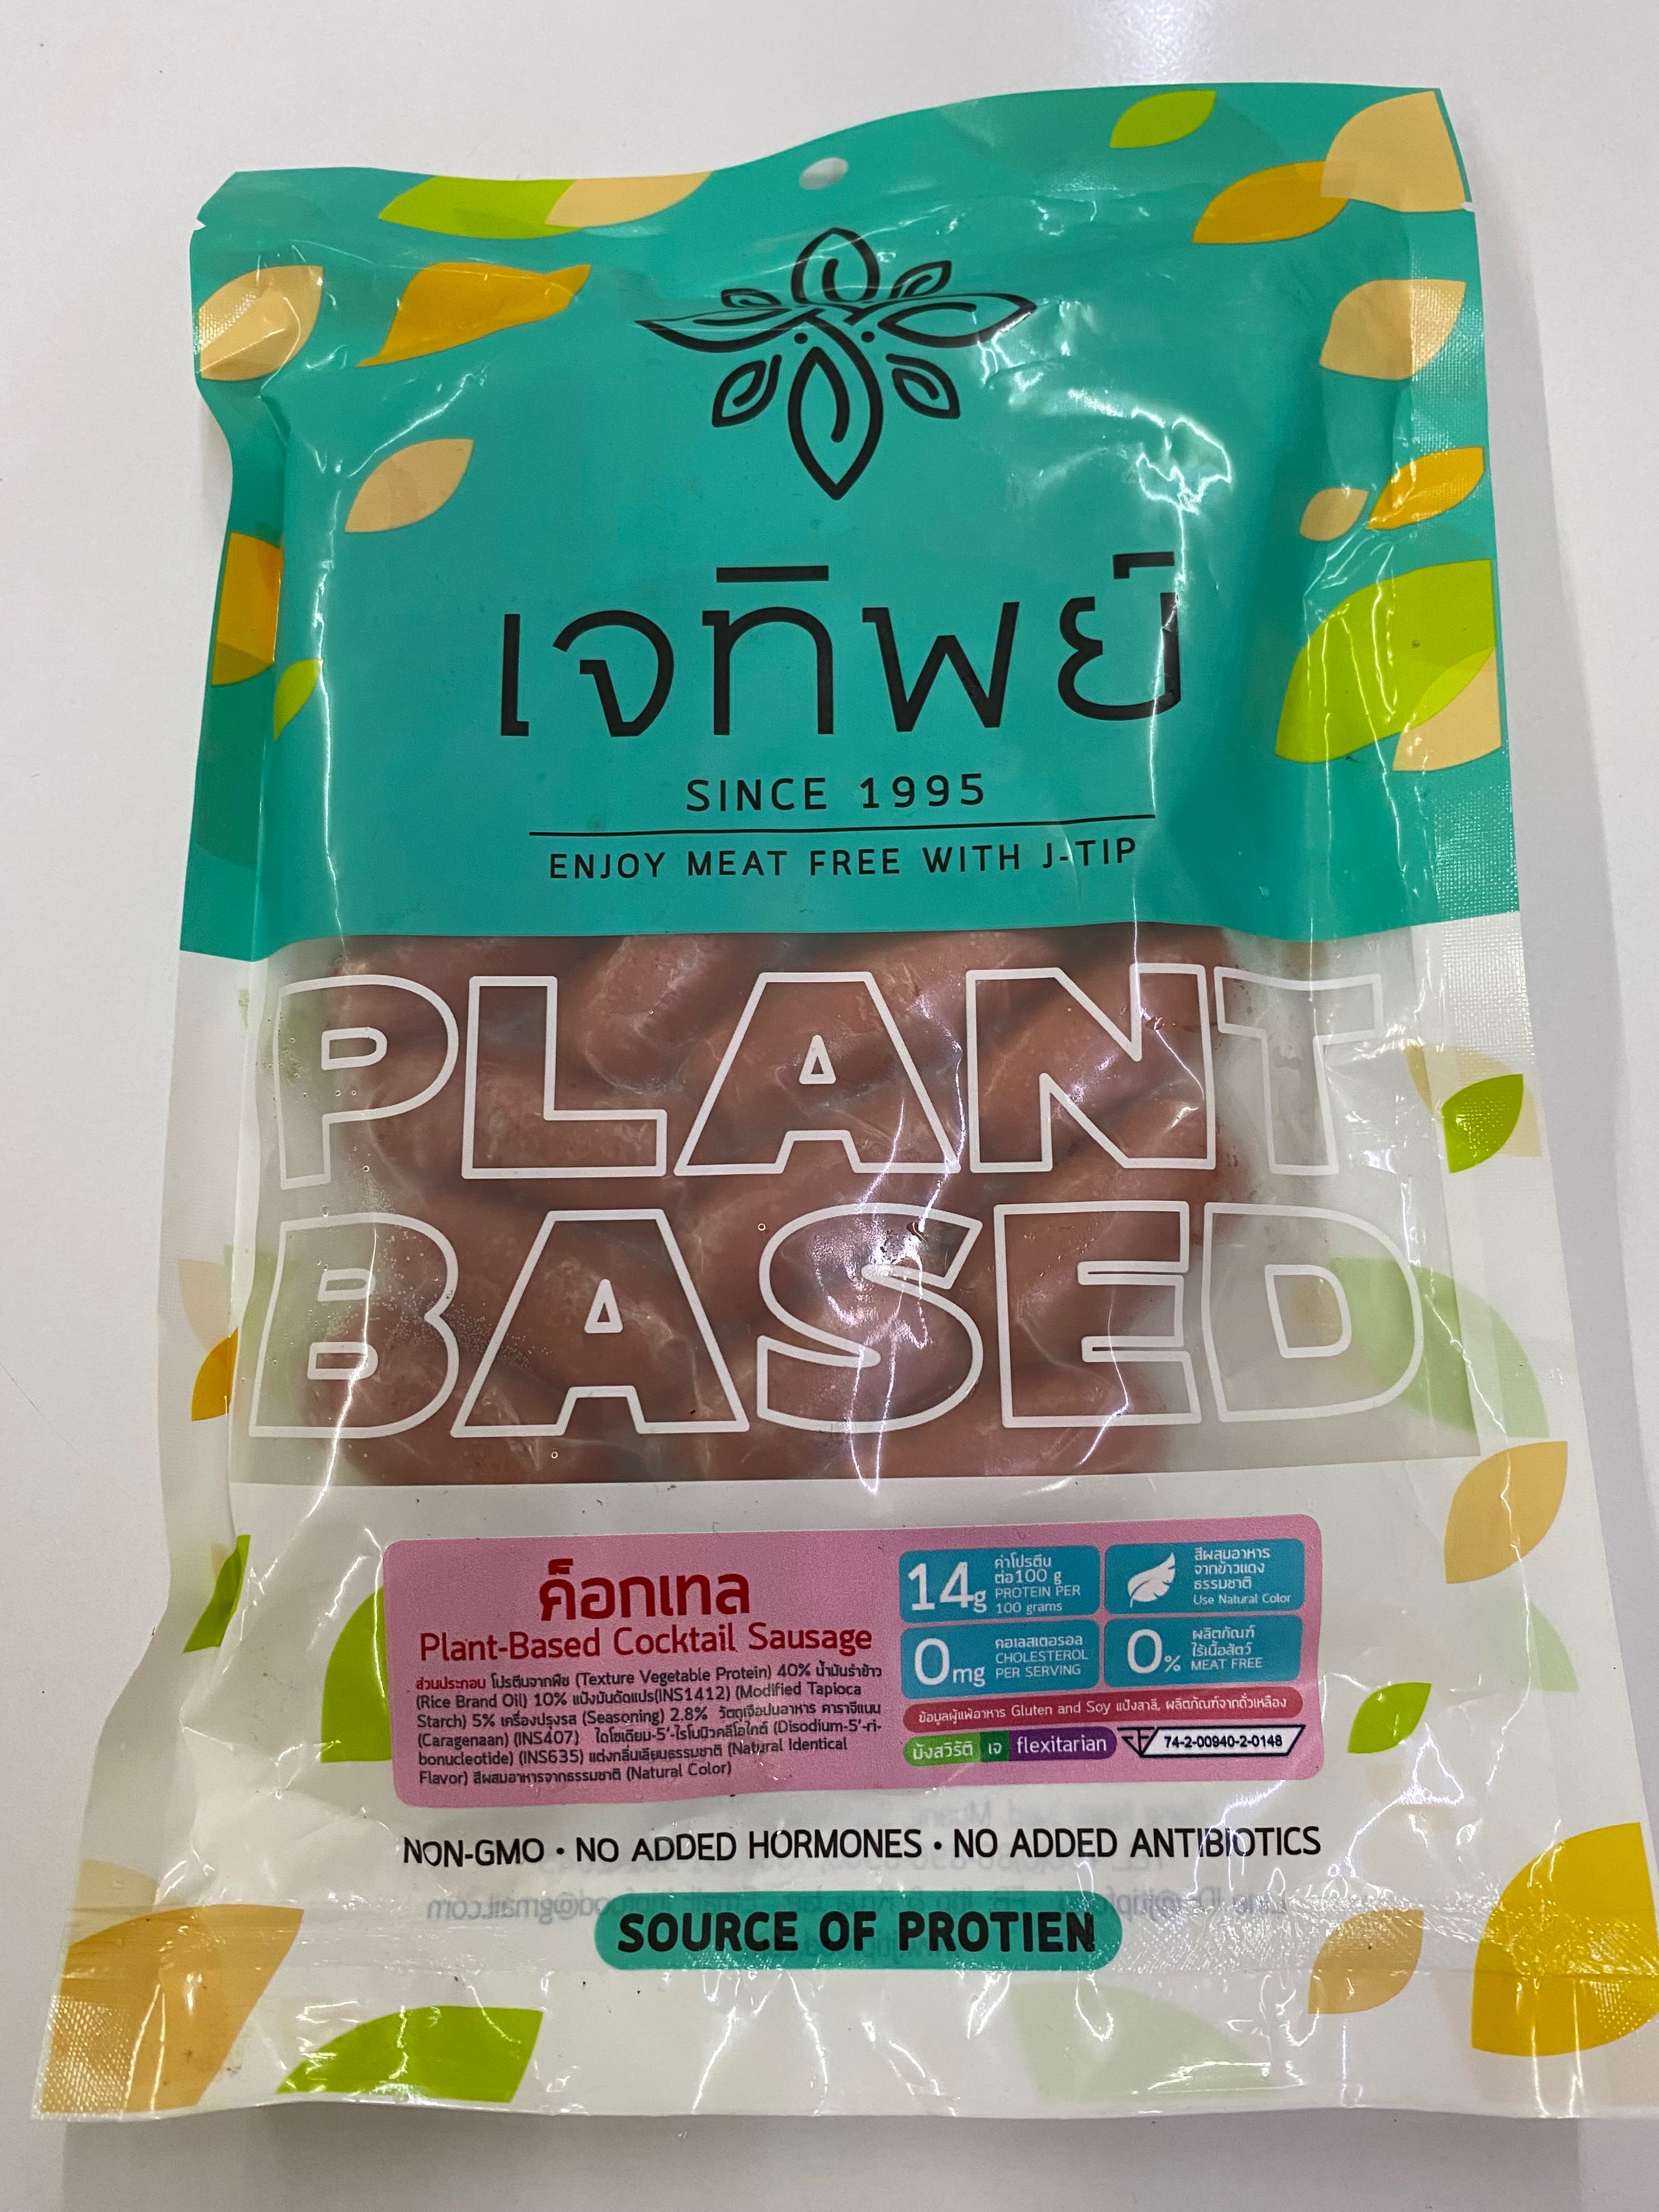 เจทิพย์
SINCE 1995
ENJOY MEAT FREE WITH J-TIP
PLANT
BASED
ค็อกเทล
Plant-Based Cocktail Sausage
ส่วนประกอบ โปรตีนจากพืช (Texture Vegetable Protein) 40% น้ำมันรำข้าว
(Rice Brand Oil) 10% แป้งมันดัดแปร(INS1412) (Modified Tapioca
Starch) 5% เครื่องปรุงรส (Seasoning) 2.8% วัตถุเจือปนอาหาร คาราจีแนน
(Caragenaan) (INS407) ไดโซเดียม-5'-ไรโบนิวคลีโอไทด์ (Disodium-5'-ri-
bonucleotide) (INS635) แต่งกลิ่นเลียนธรรมชาติ (Natural Identical
Flavor) สีผสมอาหารจากธรรมชาติ (Natural Color)
14g
ค่าโปรตีน
ต่อ100 g
PROTEIN PER
100 grams
สีผสมอาหาร
จากข้าวแดง
ธรรมชาติ
Use Natural Color
0mg
คอเลสเตอรอล
CHOLESTEROL
PER SERVING
0%
ผลิตภัณฑ์
ไร้เนื้อสัตว์
MEAT FREE
ข้อมูลผู้แพ้อาหาร Gluten and Soy แป้งสาลี, ผลิตภัณฑ์จากถั่วเหลือง
มังสวิรัติ เจ flexitarian
74-2-00940-2-0148
NON-GMO • NO ADDED HORMONES • NO ADDED ANTIBIOTICS
SOURCE OF PROTIEN